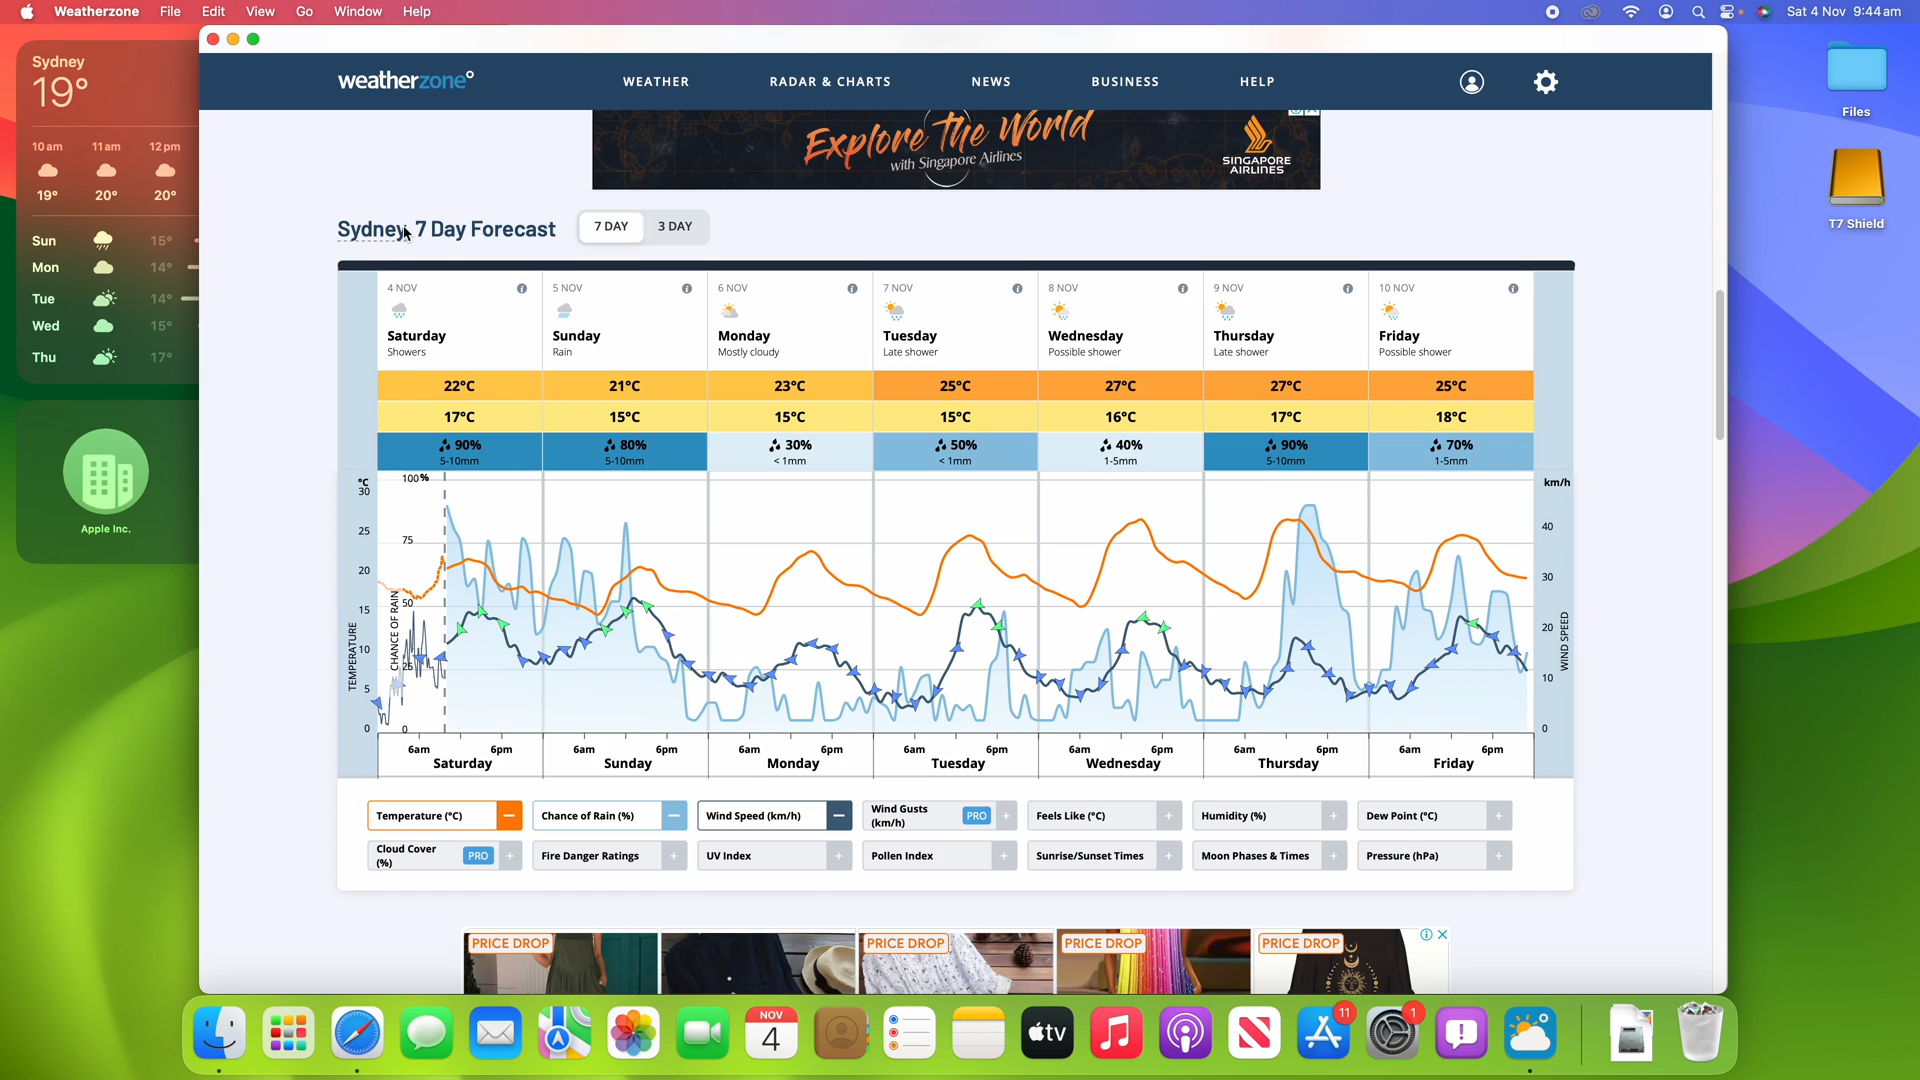 Weatherzone File Edit View Go Window Help
Sat 4 Nov 9:44am
Sydney
19°
10am 11am 12pm
19° 20° 20°
Sun 15°
Mon 14°
Tue 14°
Wed 15°
Thu 17°
Apple Inc.
Files
T7 Shield
weatherzone°
WEATHER RADAR & CHARTS NEWS BUSINESS HELP
Explore The World
with Singapore Airlines
SINGAPORE
AIRLINES
Sydney, 7 Day Forecast 7 DAY 3 DAY
4 NOV 5 NOV 6 NOV 7 NOV 8 NOV 9 NOV 10 NOV
Saturday Sunday Monday Tuesday Wednesday Thursday Friday
Showers Rain Mostly cloudy Late shower Possible shower Late shower Possible shower
22°C 21°C 23°C 25°C 27°C 27°C 25°C
17°C 15°C 15°C 15°C 16°C 17°C 18°C
90% 80% 30% 50% 40% 90% 70%
5-10mm 5-10mm < 1mm < 1mm 1-5mm 5-10mm 1-5mm
°C 100% km/h
30
25 75 40
20 30
15 50
10 20
5 25 10
0 0 0
TEMPERATURE
CHANCE OF RAIN
WIND SPEED
6am 6pm 6am 6pm 6am 6pm 6am 6pm 6am 6pm 6am 6pm 6am 6pm
Saturday Sunday Monday Tuesday Wednesday Thursday Friday
Temperature (°C) Chance of Rain (%) Wind Speed (km/h) Wind Gusts (km/h) PRO Feels Like (°C) Humidity (%) Dew Point (°C)
Cloud Cover (%) PRO Fire Danger Ratings UV Index Pollen Index Sunrise/Sunset Times Moon Phases & Times Pressure (hPa)
PRICE DROP PRICE DROP PRICE DROP PRICE DROP
NOV
4
tv
11
1